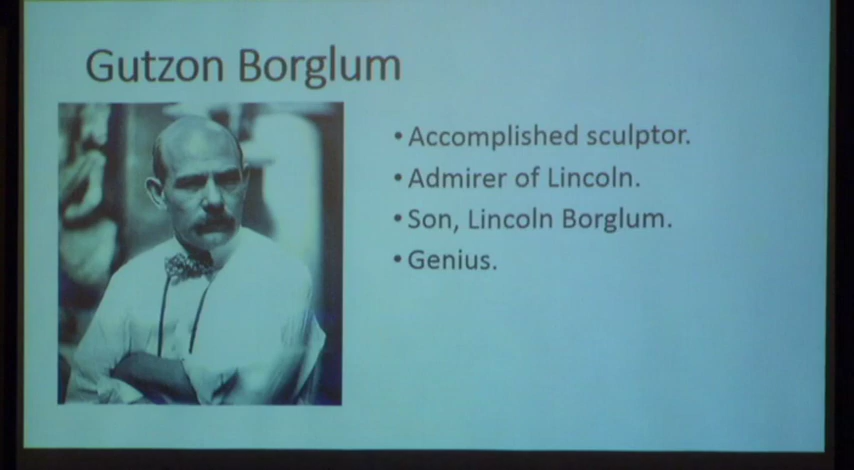 Gutzon Borglum
• Accomplished sculptor.
• Admirer of Lincoln.
• Son, Lincoln Borglum.
• Genius.